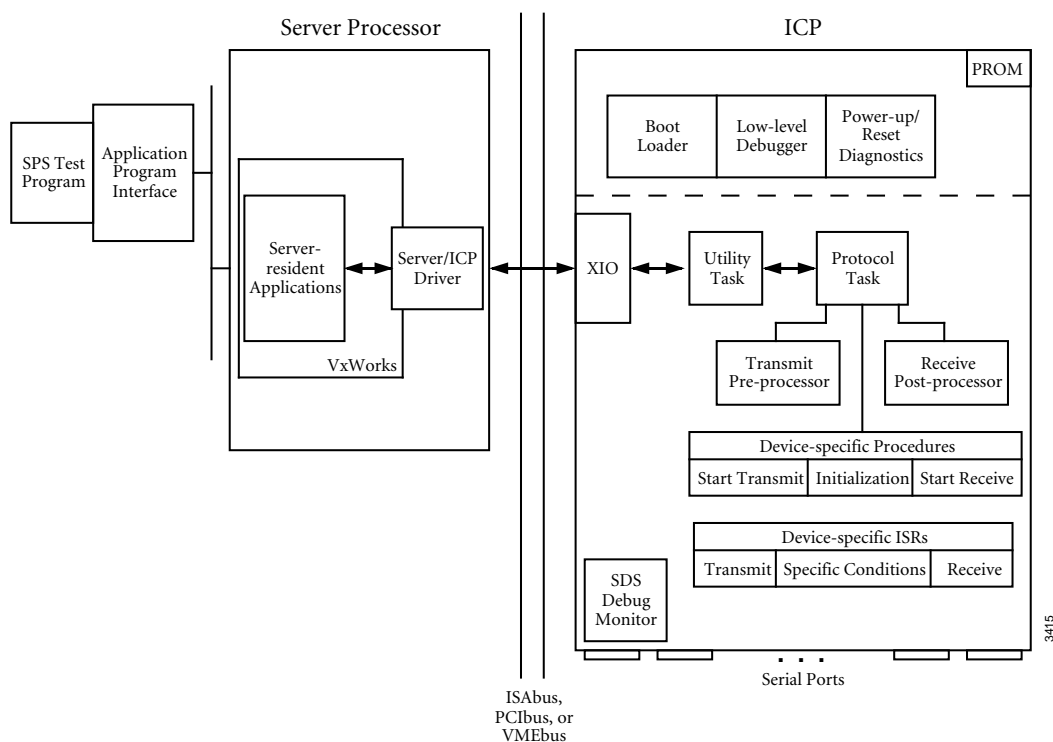 Server Processor
ICP
PROM
Boot
Loader
Low-level
Debugger
Power-up/
Reset
Diagnostics
SPS Test
Program
Application
Program
Interface
Server-
resident
Applications
Server/ICP
Driver
VxWorks
XIO
Utility
Task
Protocol
Task
Transmit
Pre-processor
Receive
Post-processor
Device-specific Procedures
Start Transmit
Initialization
Start Receive
Device-specific ISRs
Transmit
Specific Conditions
Receive
SDS
Debug
Monitor
3415
. . .
Serial Ports
ISAbus,
PCIbus, or
VMEbus